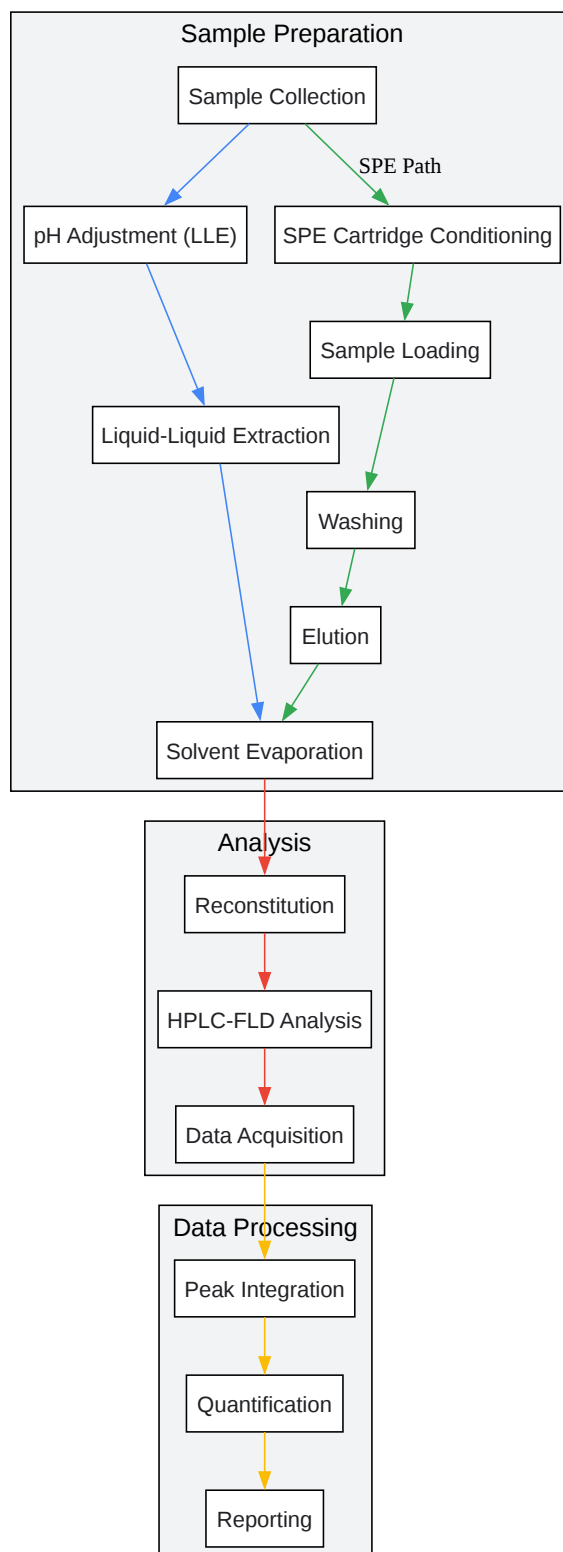 Sample Preparation
Sample Collection
SPE Path
pH Adjustment (LLE)
SPE Cartridge Conditioning
Sample Loading
Liquid-Liquid Extraction
Washing
Elution
Solvent Evaporation
Analysis
Reconstitution
HPLC-FLD Analysis
Data Acquisition
Data Processing
Peak Integration
Quantification
Reporting